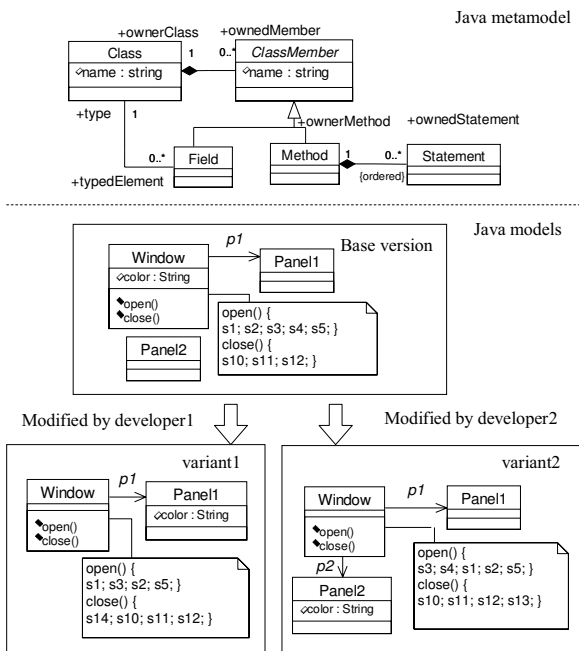 Java metamodel
+ownerClass
+ownedMember
Class
1
0..*
ClassMember
name : string
name : string
+type
1
+ownerMethod
+ownedStatement
0..*
Field
Method
1
0..*
Statement
+typedElement
{ordered}
Java models
Base version
p1
Window
Panel1
color : String
open()
close()
open() {
s1; s2; s3; s4; s5; }
close() {
s10; s11; s12; }
Panel2
Modified by developer1
Modified by developer2
variant1
p1
Window
Panel1
color : String
open()
close()
open() {
s1; s3; s2; s5; }
close() {
s14; s10; s11; s12; }
variant2
p1
Window
Panel1
open()
close()
p2
Panel2
color : String
open() {
s3; s4; s1; s2; s5; }
close() {
s10; s11; s12; s13; }